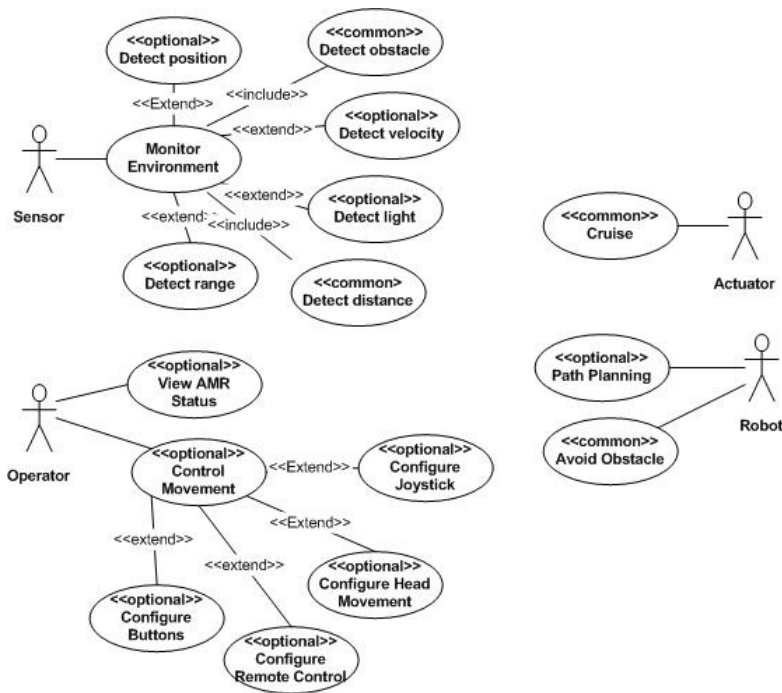 <<optional>>
Detect position
<<common>>
Detect obstacle
<<Extend>>
<<include>>
<<extend>>
<<optional>>
Detect velocity
Monitor
Environment
Sensor
<<extend>>
<<optional>>
Detect light
<<extend>>
<<include>>
<<optional>>
Detect range
<<common>
Detect distance
<<common>>
Cruise
Actuator
<<optional>>
View AMR
Status
Operator
<<optional>>
Control
Movement
<<Extend>>
<<optional>>
Configure
Joystick
<<Extend>>
<<extend>>
<<extend>>
<<optional>>
Configure Head
Movement
<<optional>>
Configure
Buttons
<<optional>>
Configure
Remote Control
<<optional>>
Path Planning
Robot
<<common>>
Avoid Obstacle